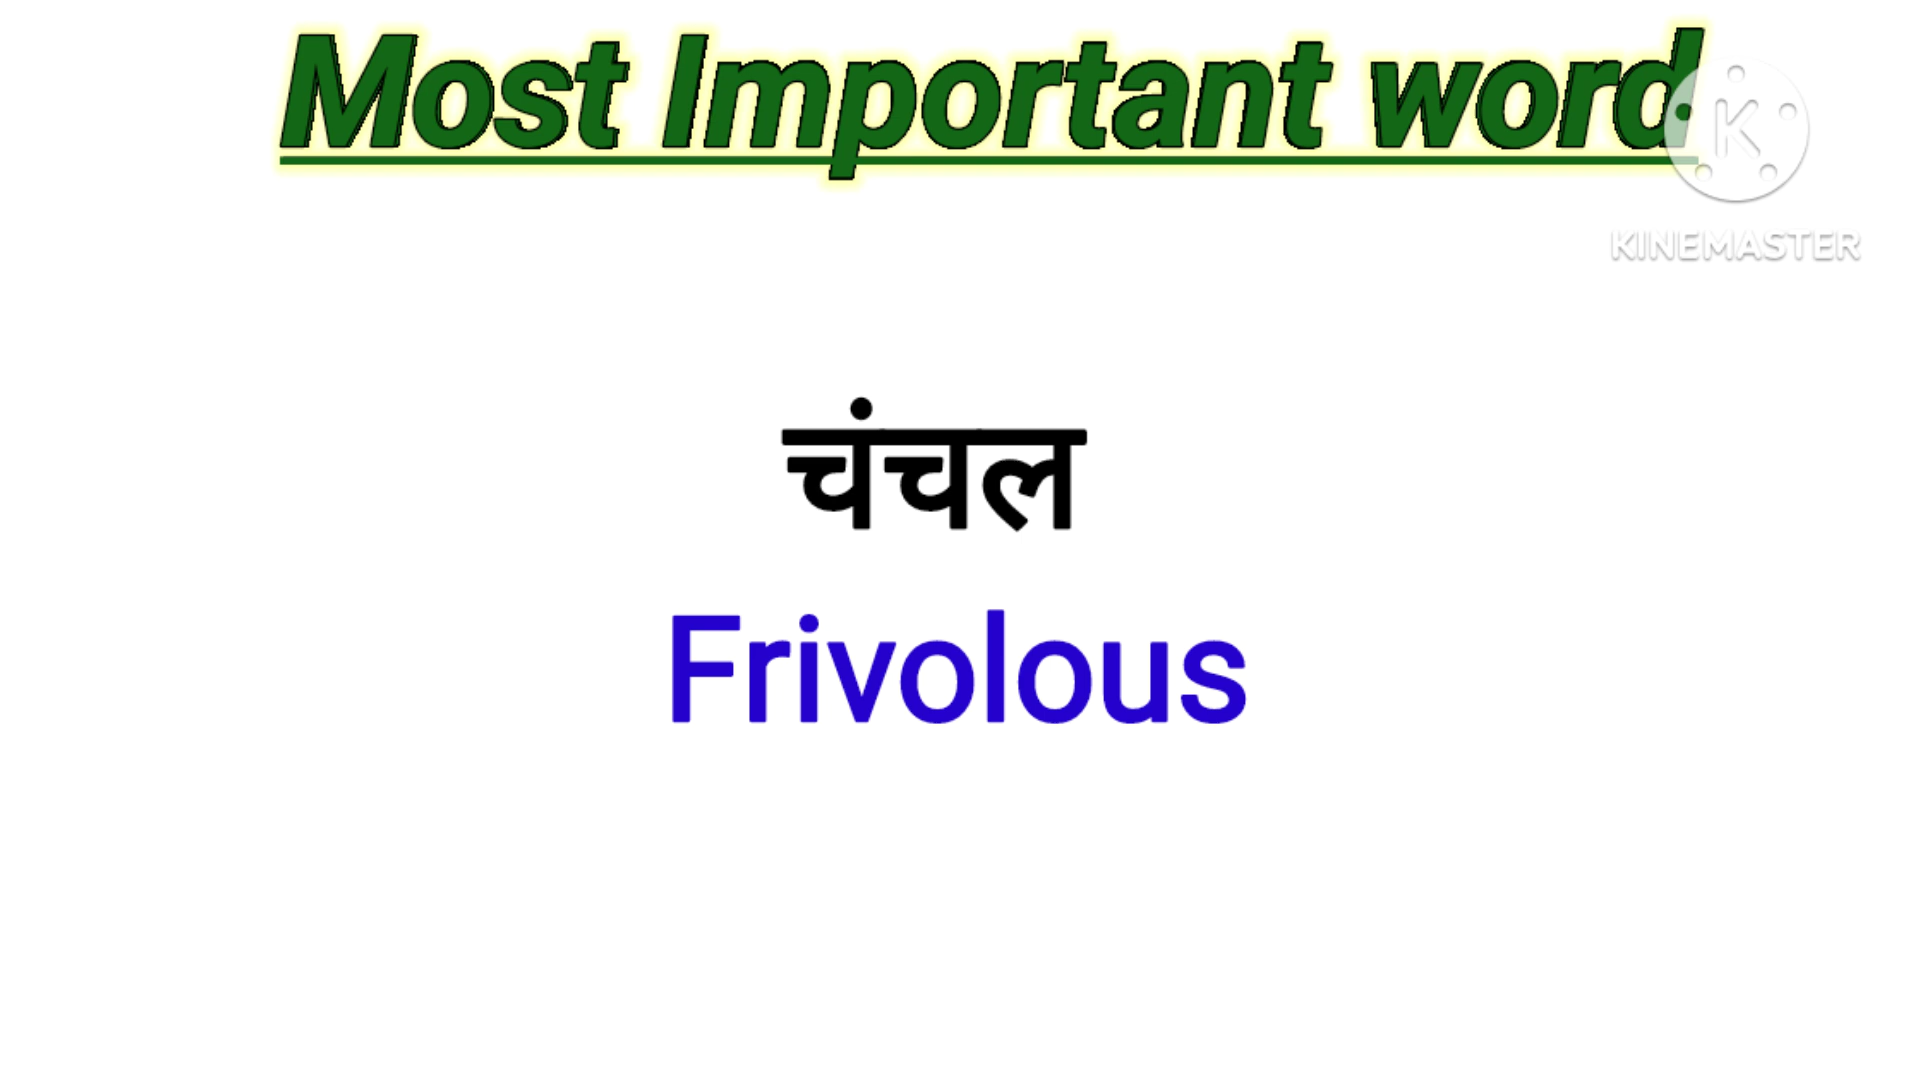 Most Important word
K
KINEMASTER
चंचल
Frivolous